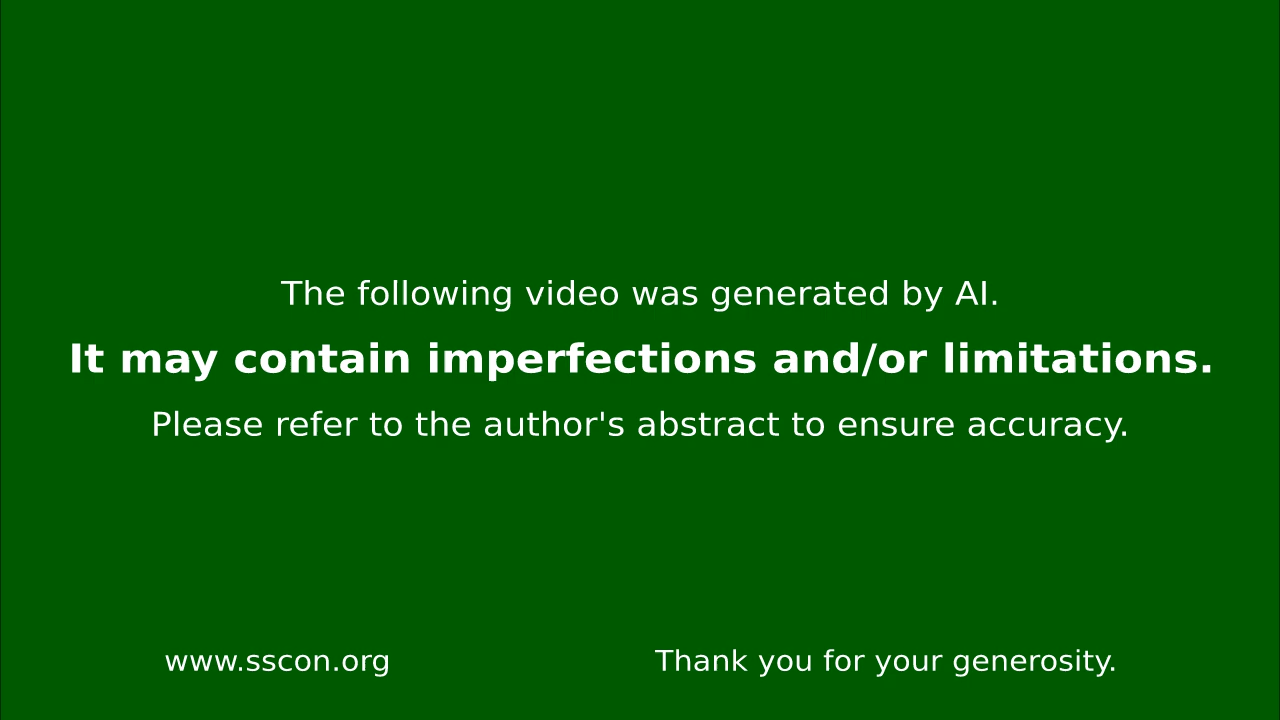 The following video was generated by AI.
It may contain imperfections and/or limitations.
Please refer to the author's abstract to ensure accuracy.
www.sscon.org
Thank you for your generosity.